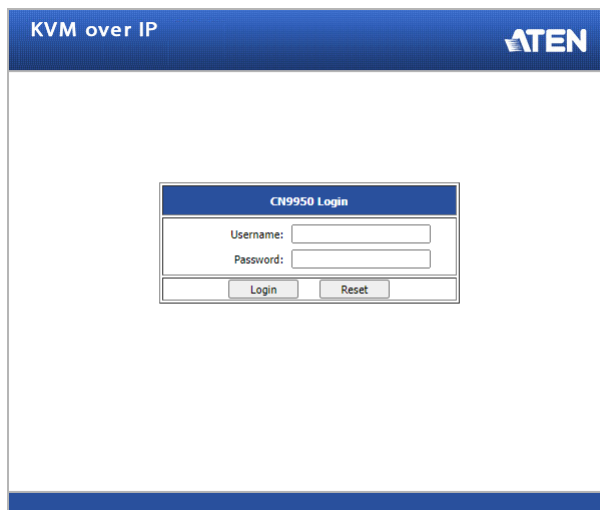 KVM over IP
ATEN
CN9950 Login
Username:
Password:
Login Reset